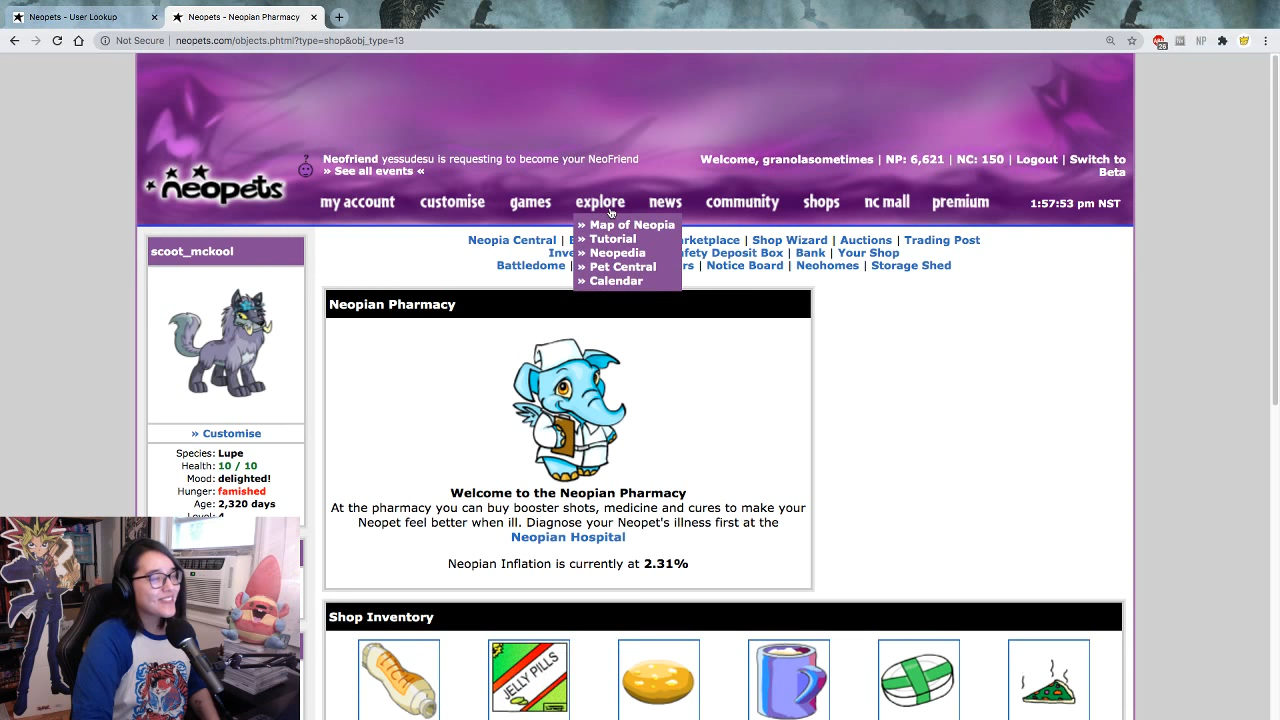 Neopets - User Lookup
Neopets - Neopian Pharmacy
Not Secure | neopets.com/objects.phtml?type=shop&obj_type=13
Neofriend yessudesu is requesting to become your NeoFriend
» See all events «
Welcome, granolasometimes | NP: 6,621 | NC: 150 | Logout | Switch to Beta
neopets
my account customise games explore news community shops nc mall premium 1:57:53 pm NST
» Map of Neopia
» Tutorial
» Neopedia
» Pet Central
» Calendar
Neopia Central | Shop Wizard | Auctions | Trading Post
Bank | Your Shop
Battledome | Notice Board | Neohomes | Storage Shed
scoot_mckool
» Customise
Species: Lupe
Health: 10 / 10
Mood: delighted!
Hunger: famished
Age: 2,320 days
Neopian Pharmacy
Welcome to the Neopian Pharmacy
At the pharmacy you can buy booster shots, medicine and cures to make your
Neopet feel better when ill. Diagnose your Neopet's illness first at the
Neopian Hospital
Neopian Inflation is currently at 2.31%
Shop Inventory
JELLY PILLS